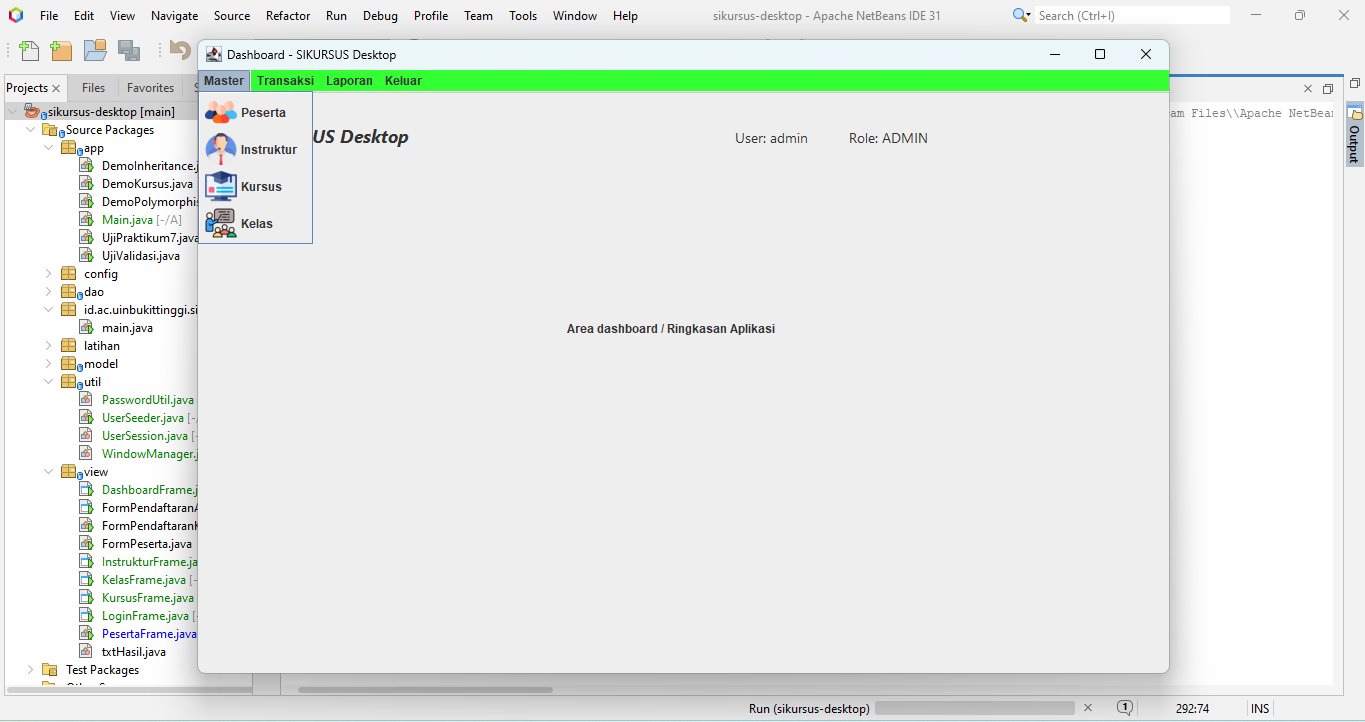 File Edit View Navigate Source Refactor Run Debug Profile Team Tools Window Help
sikursus-desktop - Apache NetBeans IDE 31
Search (Ctrl+I)
Dashboard - SIKURSUS Desktop
Projects Files Favorites
Master Transaksi Laporan Keluar
Peserta
Instruktur
Kursus
Kelas
US Desktop
User: admin
Role: ADMIN
Area dashboard / Ringkasan Aplikasi
sikursus-desktop [main]
Source Packages
app
DemoInheritance.j
DemoKursus.java
DemoPolymorphis
Main.java [-/A]
UjiPraktikum7.java
UjiValidasi.java
config
dao
id.ac.uinbukittinggi.si
main.java
latihan
model
util
PasswordUtil.java
UserSeeder.java [-/
UserSession.java [-
WindowManager.j
view
DashboardFrame.j
FormPendaftaranA
FormPendaftaranK
FormPeserta.java
InstrukturFrame.ja
KelasFrame.java [-
KursusFrame.java
LoginFrame.java [-
PesertaFrame.java
txtHasil.java
Test Packages
am Files\\Apache NetBea
Output
Run (sikursus-desktop)
1
292:74
INS